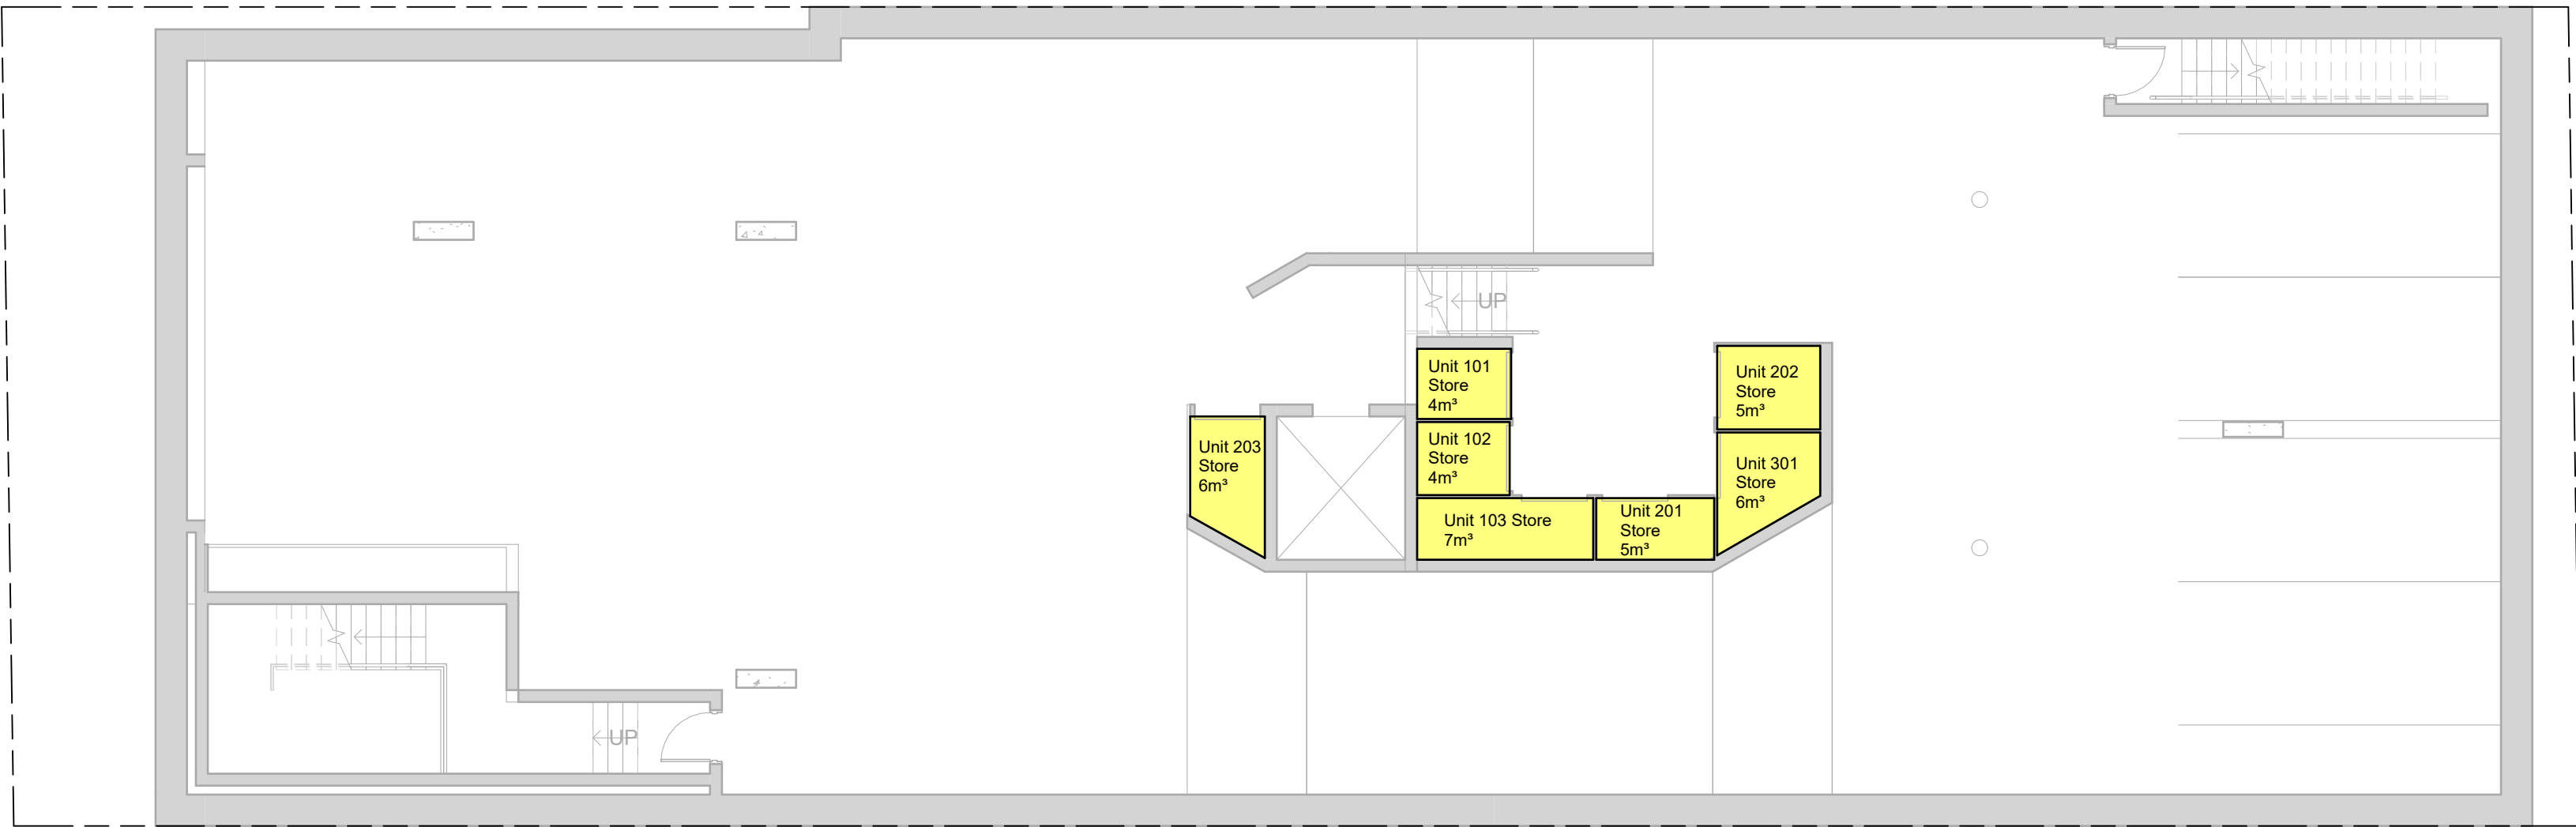 UP
Unit 101
Store
4m³
Unit 202
Store
5m³
Unit 203
Store
6m³
Unit 102
Store
4m³
Unit 301
Store
6m³
Unit 103 Store
7m³
Unit 201
Store
5m³
UP